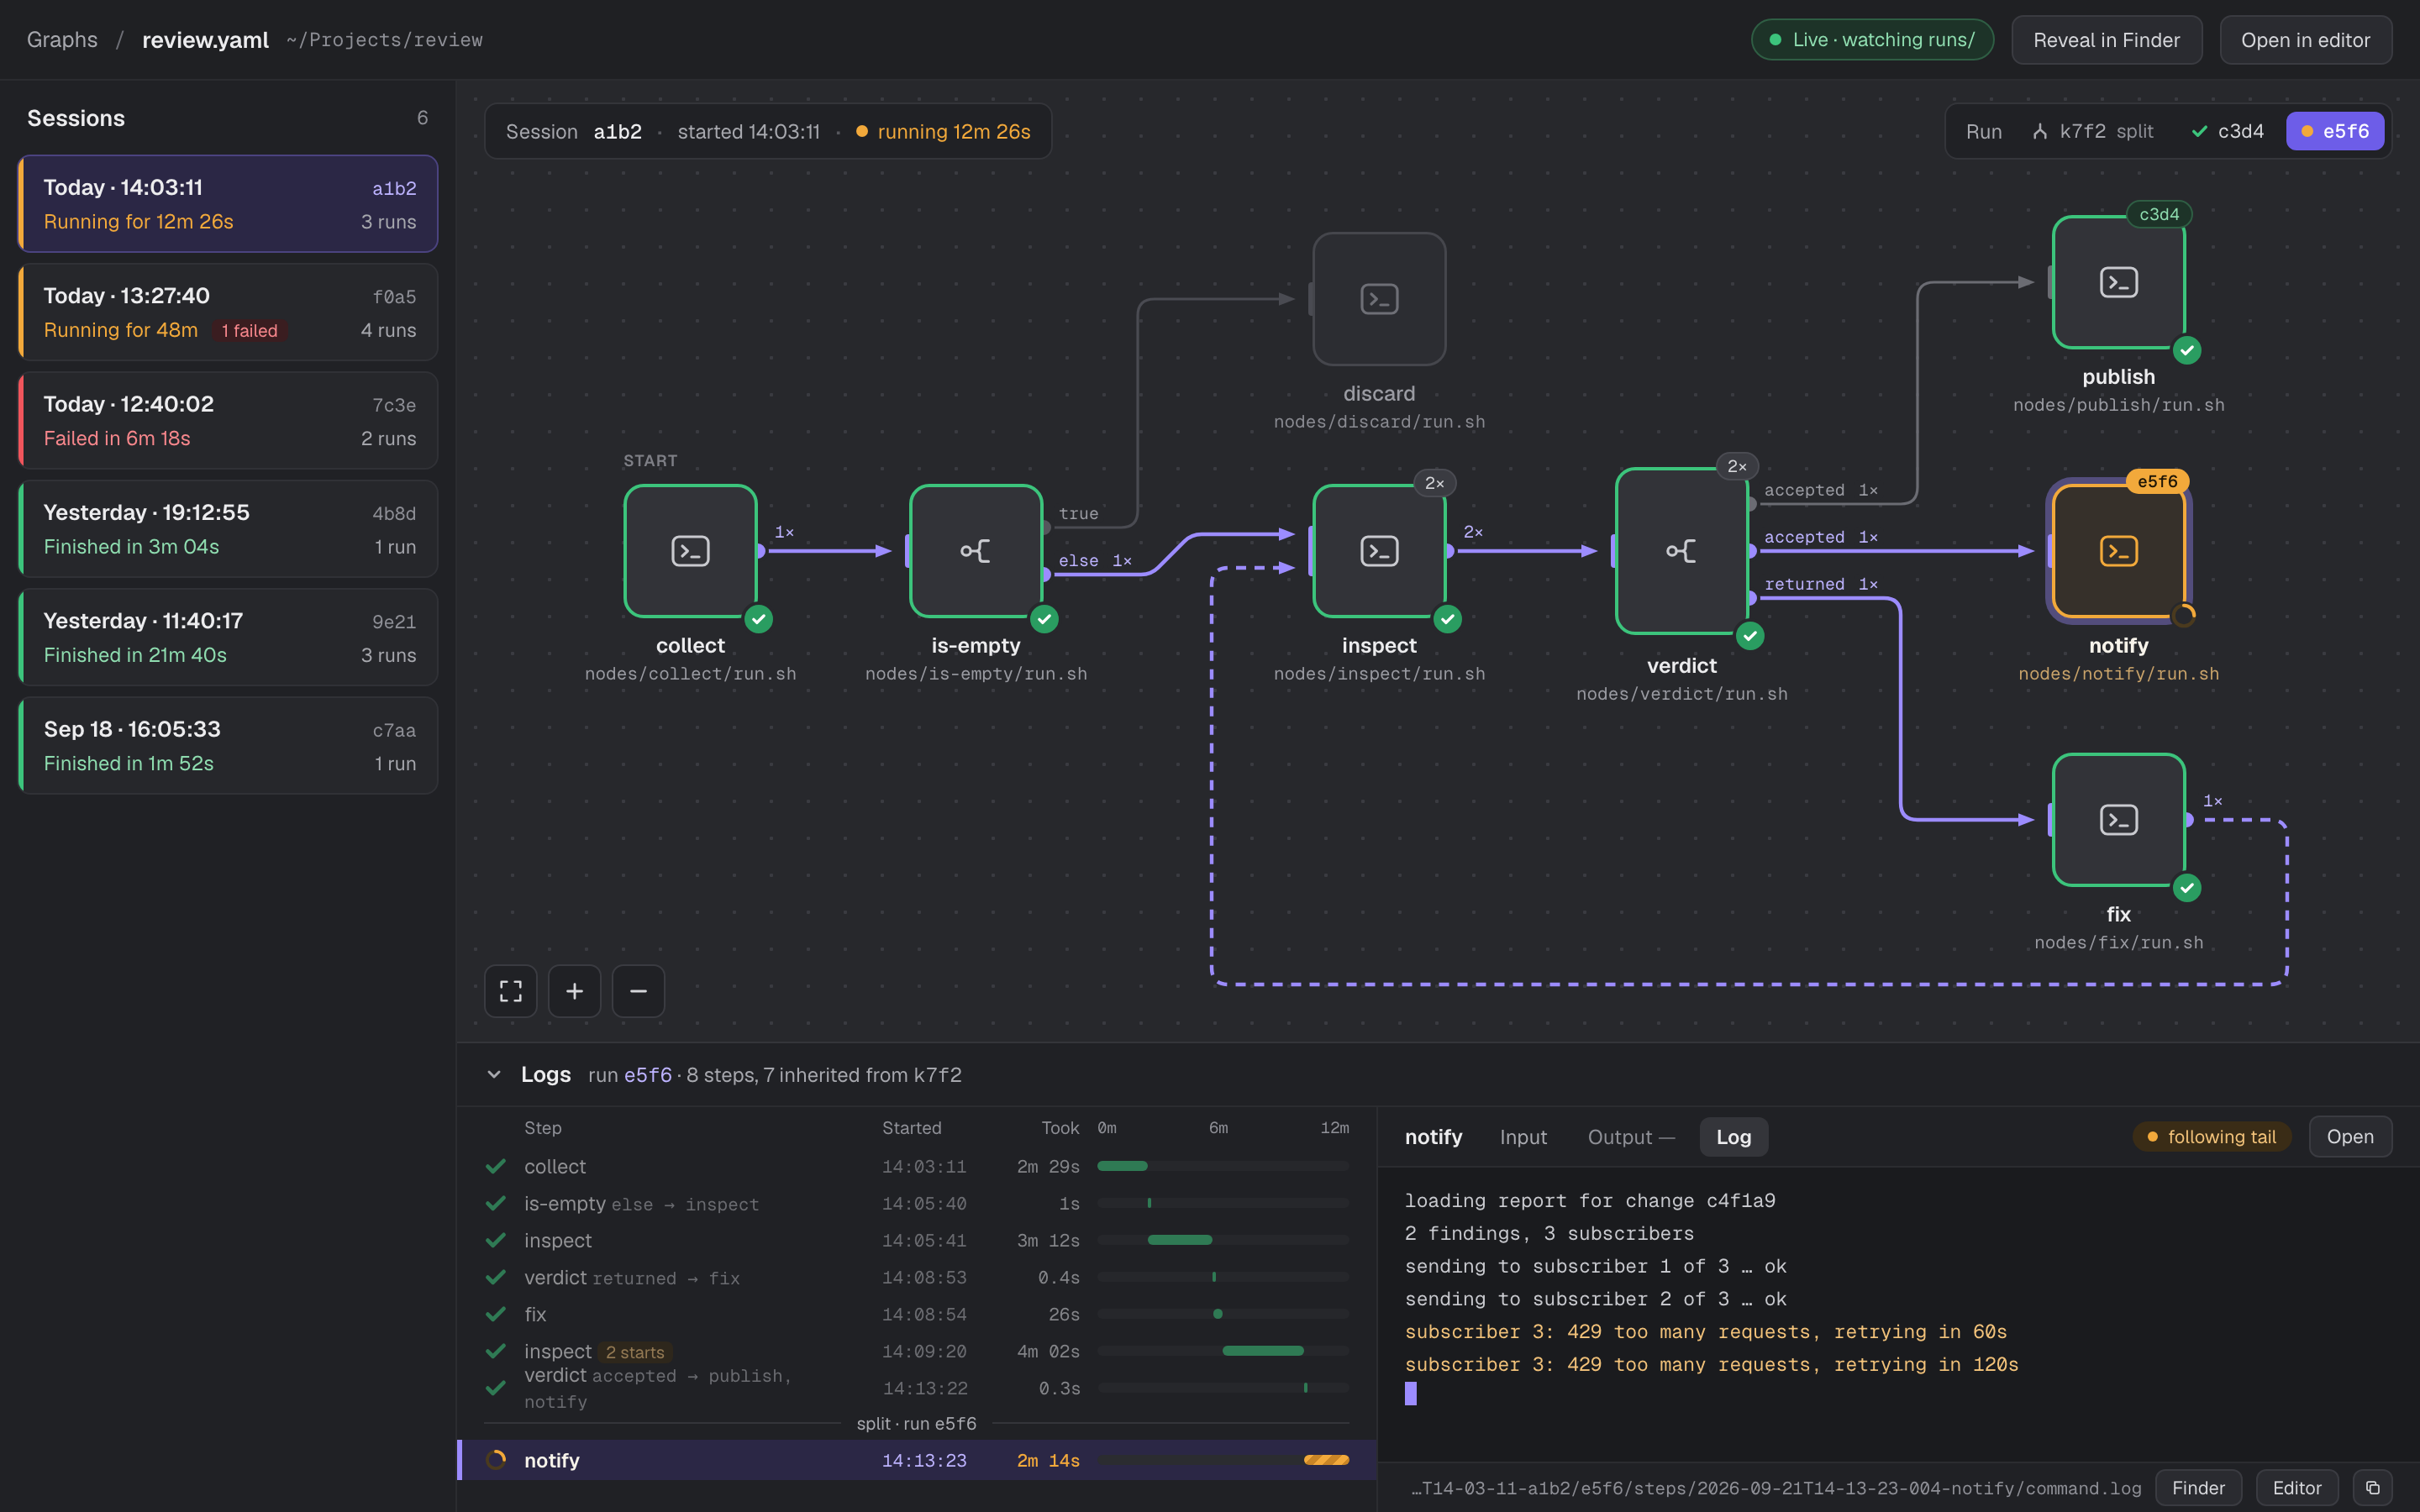 Graphs / review.yaml ~/Projects/review
Live · watching runs/
Reveal in Finder
Open in editor
Sessions 6
Today · 14:03:11 a1b2
Running for 12m 26s 3 runs
Today · 13:27:40 f0a5
Running for 48m 1 failed 4 runs
Today · 12:40:02 7c3e
Failed in 6m 18s 2 runs
Yesterday · 19:12:55 4b8d
Finished in 3m 04s 1 run
Yesterday · 11:40:17 9e21
Finished in 21m 40s 3 runs
Sep 18 · 16:05:33 c7aa
Finished in 1m 52s 1 run
Session a1b2 · started 14:03:11 · running 12m 26s
Run k7f2 split c3d4 e5f6
c3d4
publish
nodes/publish/run.sh
discard
nodes/discard/run.sh
START
1×
collect
nodes/collect/run.sh
true
else 1×
is-empty
nodes/is-empty/run.sh
2×
2×
inspect
nodes/inspect/run.sh
2×
accepted 1×
accepted 1×
returned 1×
verdict
nodes/verdict/run.sh
e5f6
notify
nodes/notify/run.sh
1×
fix
nodes/fix/run.sh
Logs run e5f6 · 8 steps, 7 inherited from k7f2
Step Started Took 0m 6m 12m
collect 14:03:11 2m 29s
is-empty else → inspect 14:05:40 1s
inspect 14:05:41 3m 12s
verdict returned → fix 14:08:53 0.4s
fix 14:08:54 26s
inspect 2 starts 14:09:20 4m 02s
verdict accepted → publish, 14:13:22 0.3s
notify
split · run e5f6
notify 14:13:23 2m 14s
notify Input Output — Log
following tail
Open
loading report for change c4f1a9
2 findings, 3 subscribers
sending to subscriber 1 of 3 … ok
sending to subscriber 2 of 3 … ok
subscriber 3: 429 too many requests, retrying in 60s
subscriber 3: 429 too many requests, retrying in 120s
…T14-03-11-a1b2/e5f6/steps/2026-09-21T14-13-23-004-notify/command.log
Finder
Editor